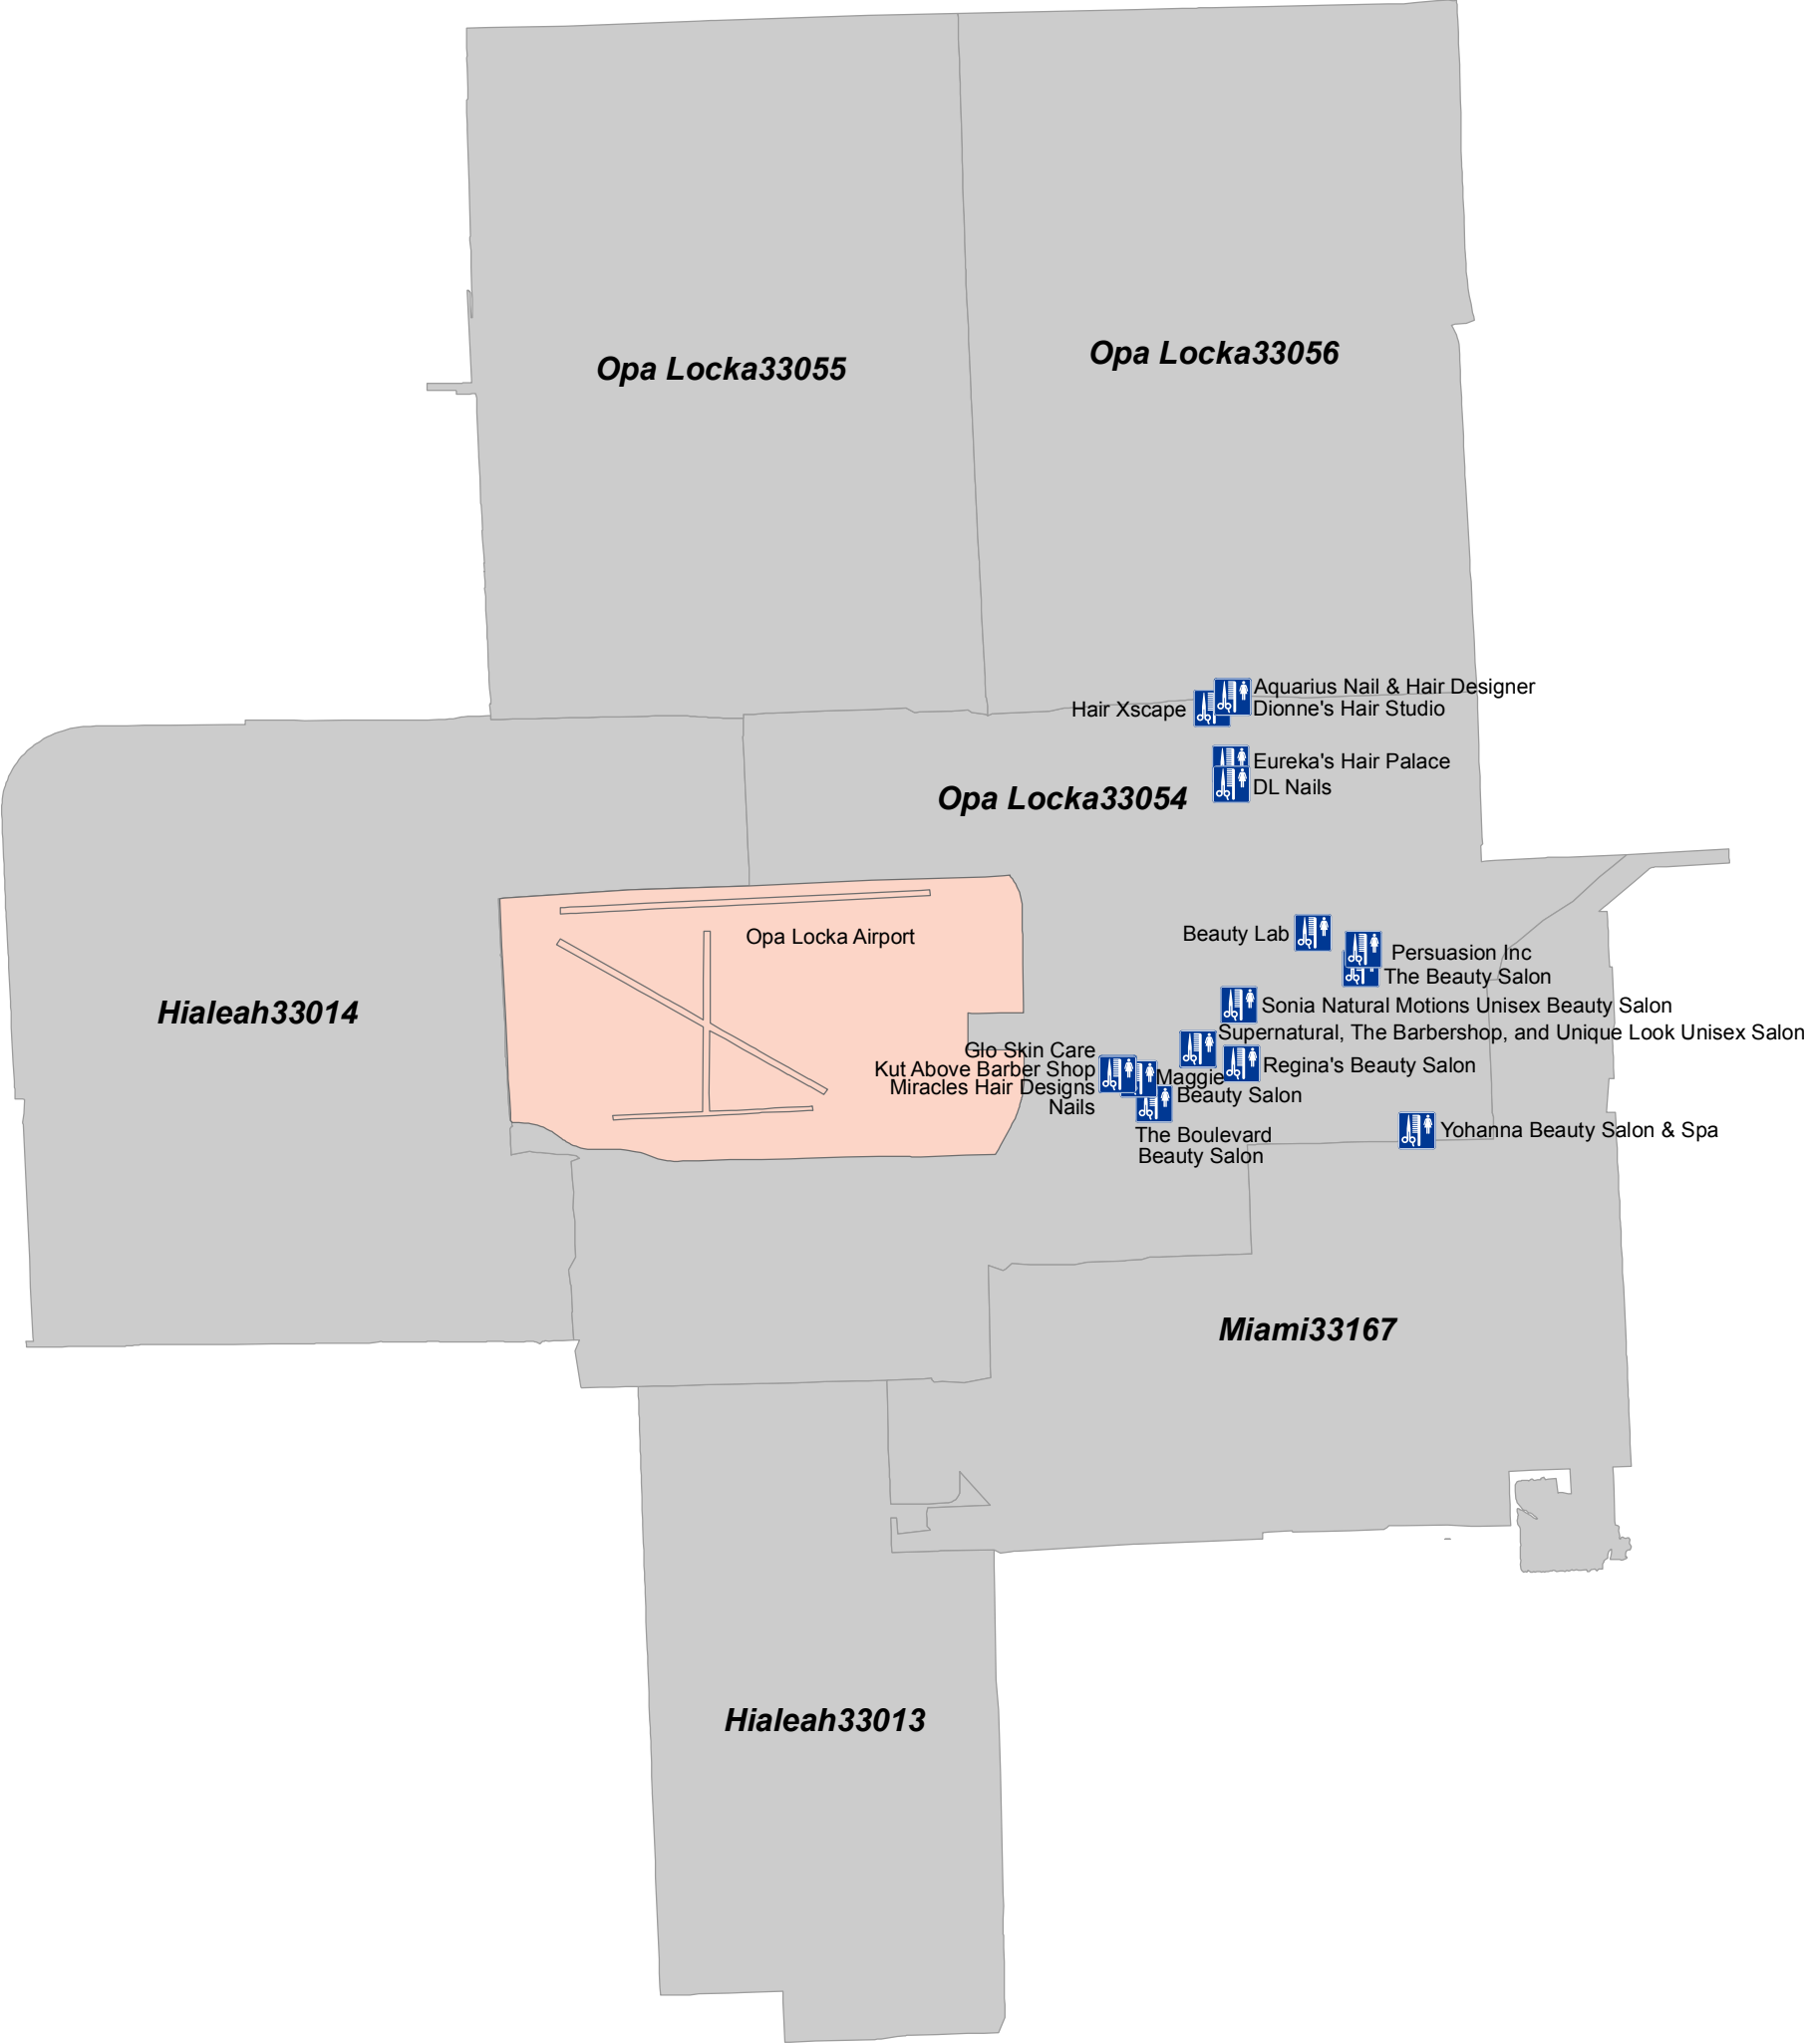 Opa Locka33056
Opa Locka33055
Aquarius Nail & Hair Designer
Hair Xscape
Dionne's Hair Studio
Eureka's Hair Palace
DL Nails
Opa Locka33054
Beauty Lab
Opa Locka Airport
Persuasion Inc
The Beauty Salon
Sonia Natural Motions Unisex Beauty Salon
Hialeah33014
Supernatural, The Barbershop, and Unique Look Unisex Salon
Glo Skin Care
Regina's Beauty Salon
Kut Above Barber Shop
Maggie
Miracles Hair Designs
Beauty Salon
Nails
Yohanna Beauty Salon & Spa
The Boulevard
Beauty Salon
Miami33167
Hialeah33013